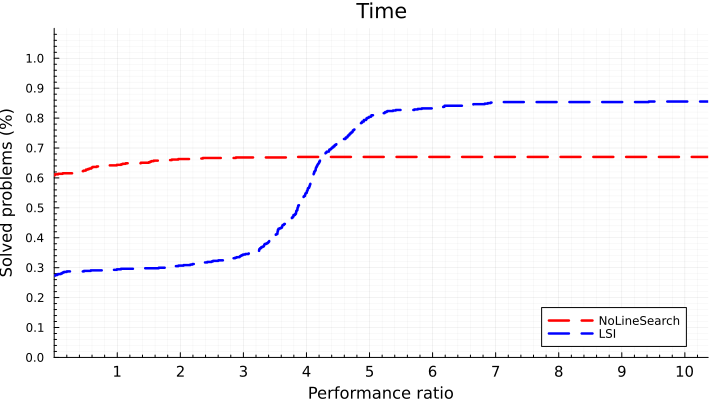 Time
Solved problems (%)
1.0
0.9
0.8
0.7
0.6
0.5
0.4
0.3
0.2
0.1
0.0
1 2 3 4 5 6 7 8 9 10
Performance ratio
NoLineSearch
LSI